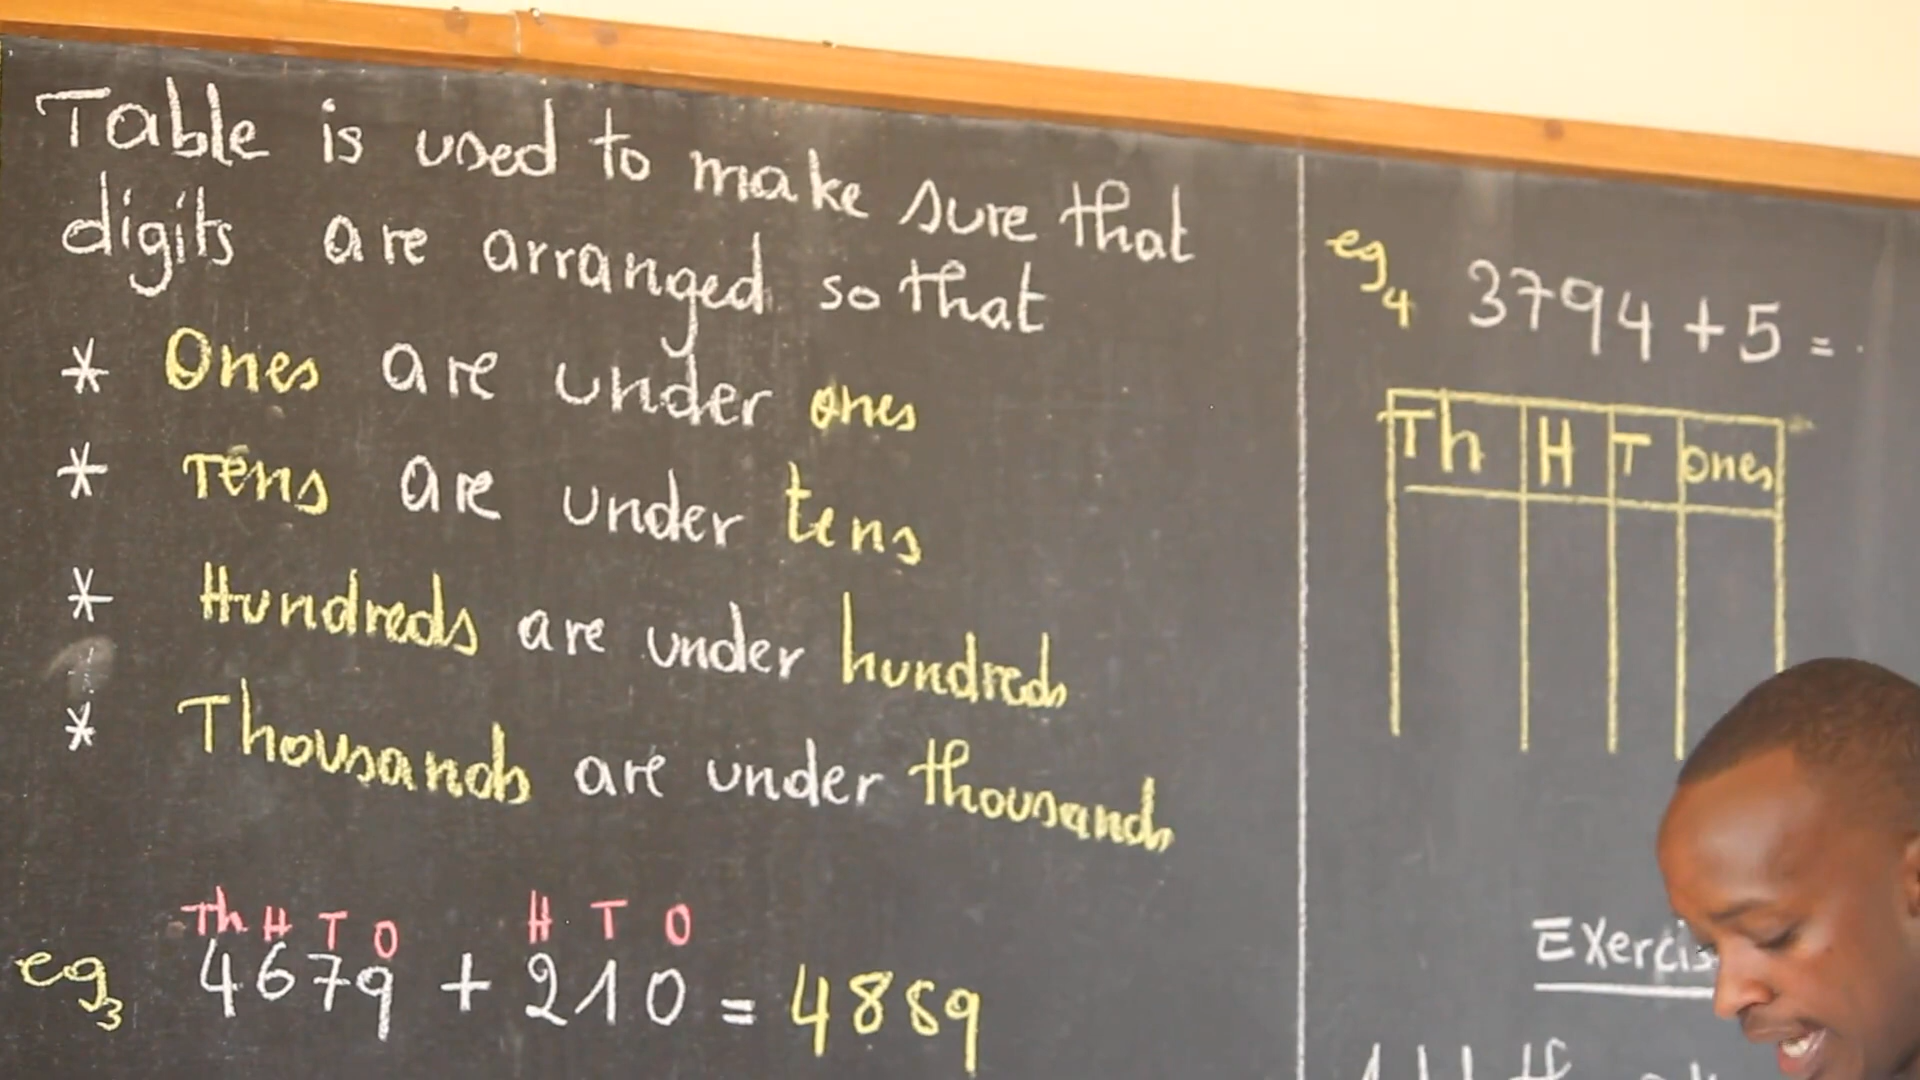 Table is used to make sure that
digits are arranged so that
* Ones are under ones
* Tens are under tens
* Hundreds are under hundreds
* Thousands are under thousands
Th H T O H T O
eg3 4679 + 210 = 4889
eg4 3794 + 5 =
Th H T ones